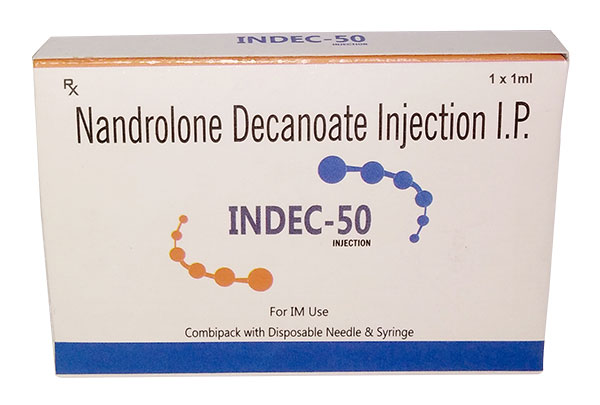 INDEC-50
INJECTION
Rx
1 x 1ml
Nandrolone Decanoate Injection I.P.
INDEC-50
INJECTION
For IM Use
Combipack with Disposable Needle & Syringe